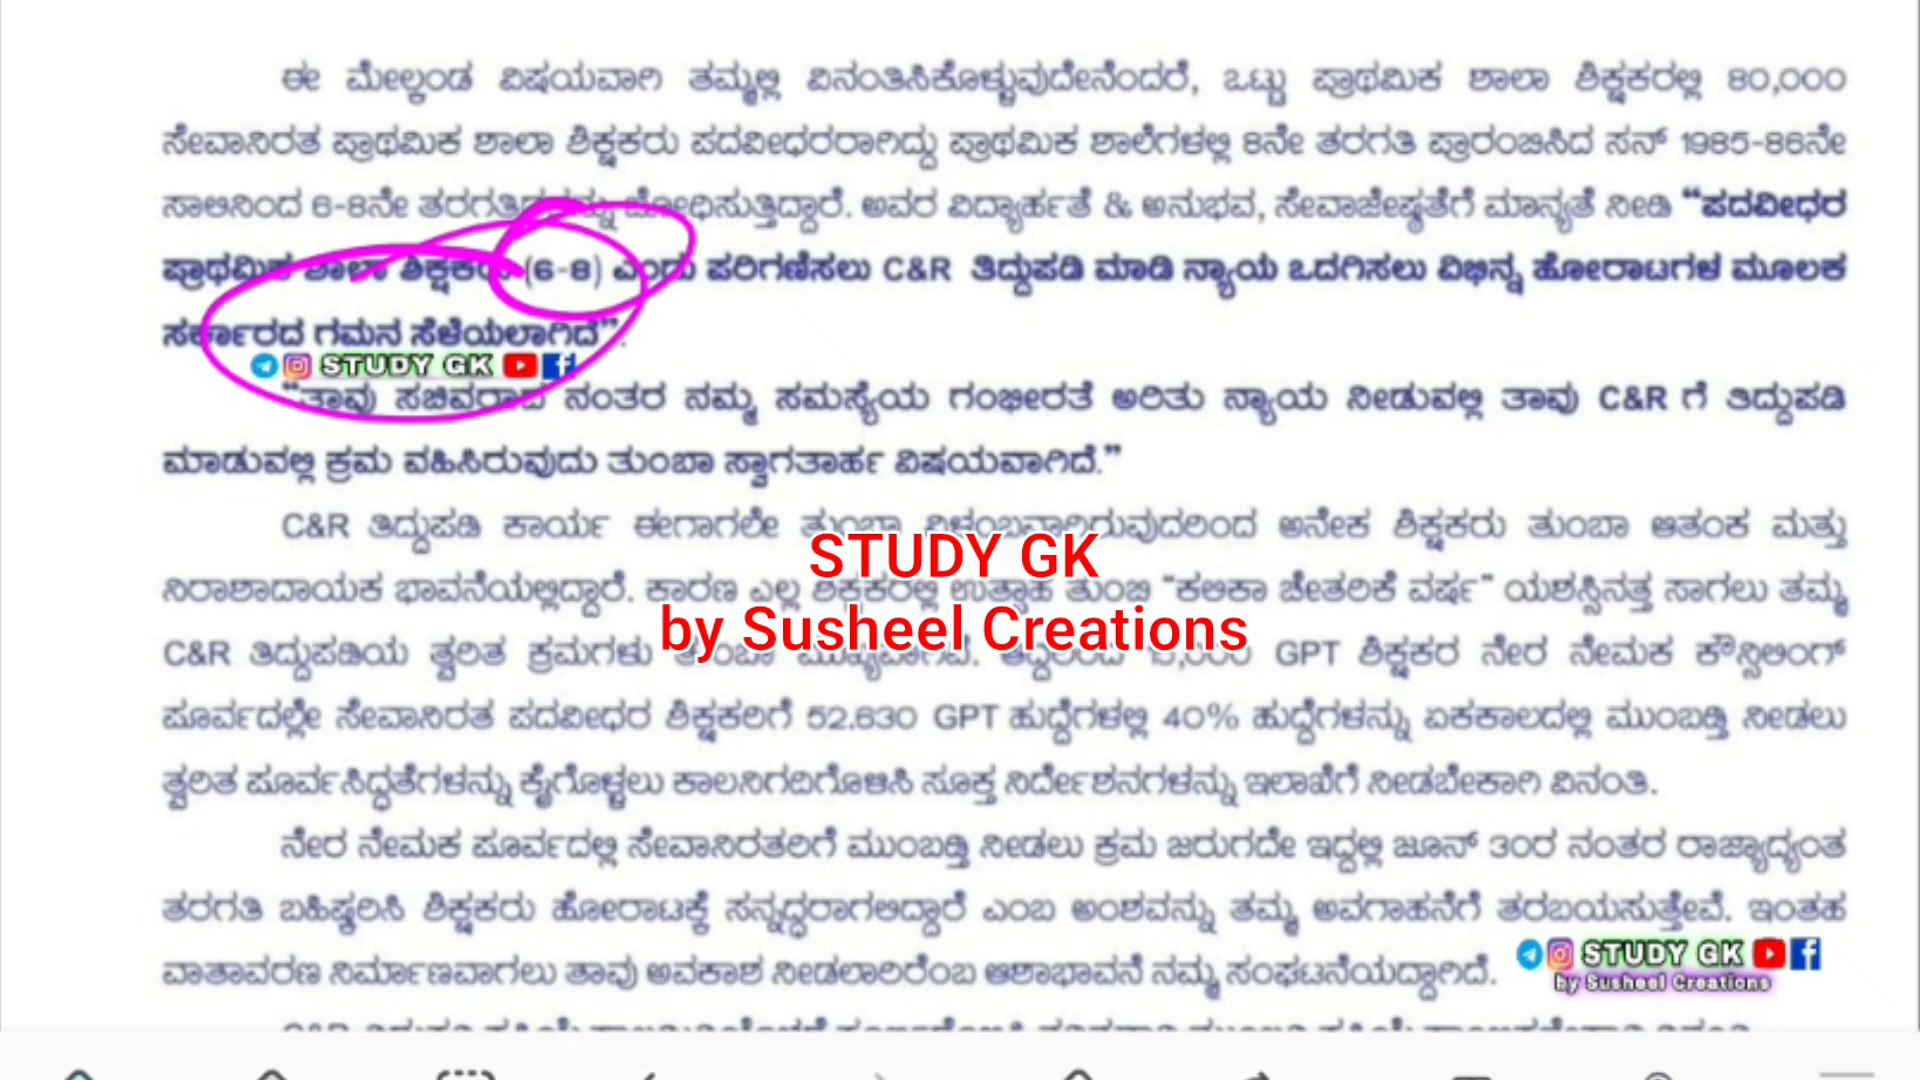 ಈ ಮೇಲ್ಕಂಡ ವಿಷಯವಾಗಿ ತಮ್ಮಲ್ಲಿ ವಿನಂತಿಸಿಕೊಳ್ಳುವುದೇನೆಂದರೆ, ಒಟ್ಟು ಪ್ರಾಥಮಿಕ ಶಾಲಾ ಶಿಕ್ಷಕರಲ್ಲಿ 80,000
ಸೇವಾನಿರತ ಪ್ರಾಥಮಿಕ ಶಾಲಾ ಶಿಕ್ಷಕರು ಪದವೀಧರರಾಗಿದ್ದು ಪ್ರಾಥಮಿಕ ಶಾಲೆಗಳಲ್ಲಿ 8ನೇ ತರಗತಿ ಪ್ರಾರಂಭಿಸಿದ ಸನ್ 1985-86ನೇ
ಸಾಲಿನಿಂದ 6-8ನೇ ಬೋಧಿಸುತ್ತಿದ್ದಾರೆ. ಅವರ ವಿದ್ಯಾರ್ಹತೆ & ಅನುಭವ, ಸೇವಾಜೇಷ್ಠತೆಗೆ ಮಾನ್ಯತೆ ನೀಡಿ “ಪದವೀಧರ
ಪ್ರಾಥಮಿಕ ಶಾಲಾ ಶಿಕ್ಷಕರು (6-8) ಎಂದು ಪರಿಗಣಿಸಲು C&R ತಿದ್ದುಪಡಿ ಮಾಡಿ ನ್ಯಾಯ ಒದಗಿಸಲು ವಿಭಿನ್ನ ಹೋರಾಟಗಳ ಮೂಲಕ
ಸರ್ಕಾರದ ಗಮನ ಸೆಳೆಯಲಾಗಿದೆ”.
STUDY GK
“ತಾವು ಸಚಿವರಾದ ನಂತರ ನಮ್ಮ ಸಮಸ್ಯೆಯ ಗಂಭೀರತೆ ಅರಿತು ನ್ಯಾಯ ನೀಡುವಲ್ಲಿ ತಾವು C&R ಗೆ ತಿದ್ದುಪಡಿ
ಮಾಡುವಲ್ಲಿ ಕ್ರಮ ವಹಿಸಿರುವುದು ತುಂಬಾ ಸ್ವಾಗತಾರ್ಹ ವಿಷಯವಾಗಿದೆ.”
C&R ತಿದ್ದುಪಡಿ ಕಾರ್ಯ ಈಗಾಗಲೇ ತುಂಬಾ ವಿಳಂಬವಾಗಿರುವುದರಿಂದ ಅನೇಕ ಶಿಕ್ಷಕರು ತುಂಬಾ ಆತಂಕ ಮತ್ತು
STUDY GK
ನಿರಾಶಾದಾಯಕ ಭಾವನೆಯಲ್ಲಿದ್ದಾರೆ. ಕಾರಣ ಎಲ್ಲ ಶಿಕ್ಷಕರಲ್ಲಿ ಉತ್ಸಾಹ ತುಂಬಿ “ಕಲಿಕಾ ಚೇತರಿಕೆ ವರ್ಷ” ಯಶಸ್ಸಿನತ್ತ ಸಾಗಲು ತಮ್ಮ
by Susheel Creations
C&R ತಿದ್ದುಪಡಿಯ ತ್ವರಿತ ಕ್ರಮಗಳು GPT ಶಿಕ್ಷಕರ ನೇರ ನೇಮಕ ಕೌನ್ಸಿಲಿಂಗ್
ಪೂರ್ವದಲ್ಲೇ ಸೇವಾನಿರತ ಪದವೀಧರ ಶಿಕ್ಷಕರಿಗೆ 52.630 GPT ಹುದ್ದೆಗಳಲ್ಲಿ 40% ಹುದ್ದೆಗಳನ್ನು ಏಕಕಾಲದಲ್ಲಿ ಮುಂಬಡ್ತಿ ನೀಡಲು
ತ್ವರಿತ ಪೂರ್ವಸಿದ್ಧತೆಗಳನ್ನು ಕೈಗೊಳ್ಳಲು ಕಾಲನಿಗದಿಗೊಳಿಸಿ ಸೂಕ್ತ ನಿರ್ದೇಶನಗಳನ್ನು ಇಲಾಖೆಗೆ ನೀಡಬೇಕಾಗಿ ವಿನಂತಿ.
ನೇರ ನೇಮಕ ಪೂರ್ವದಲ್ಲಿ ಸೇವಾನಿರತರಿಗೆ ಮುಂಬಡ್ತಿ ನೀಡಲು ಕ್ರಮ ಜರುಗದೇ ಇದ್ದಲ್ಲಿ ಜೂನ್ 30ರ ನಂತರ ರಾಜ್ಯಾದ್ಯಂತ
ತರಗತಿ ಬಹಿಷ್ಕರಿಸಿ ಶಿಕ್ಷಕರು ಹೋರಾಟಕ್ಕೆ ಸನ್ನದ್ಧರಾಗಲಿದ್ದಾರೆ ಎಂಬ ಅಂಶವನ್ನು ತಮ್ಮ ಅವಗಾಹನೆಗೆ ತರಬಯಸುತ್ತೇವೆ. ಇಂತಹ
ವಾತಾವರಣ ನಿರ್ಮಾಣವಾಗಲು ತಾವು ಅವಕಾಶ ನೀಡಲಾರಿರೆಂಬ ಆಶಾಭಾವನೆ ನಮ್ಮ ಸಂಘಟನೆಯದ್ದಾಗಿದೆ.
STUDY GK
by Susheel Creations